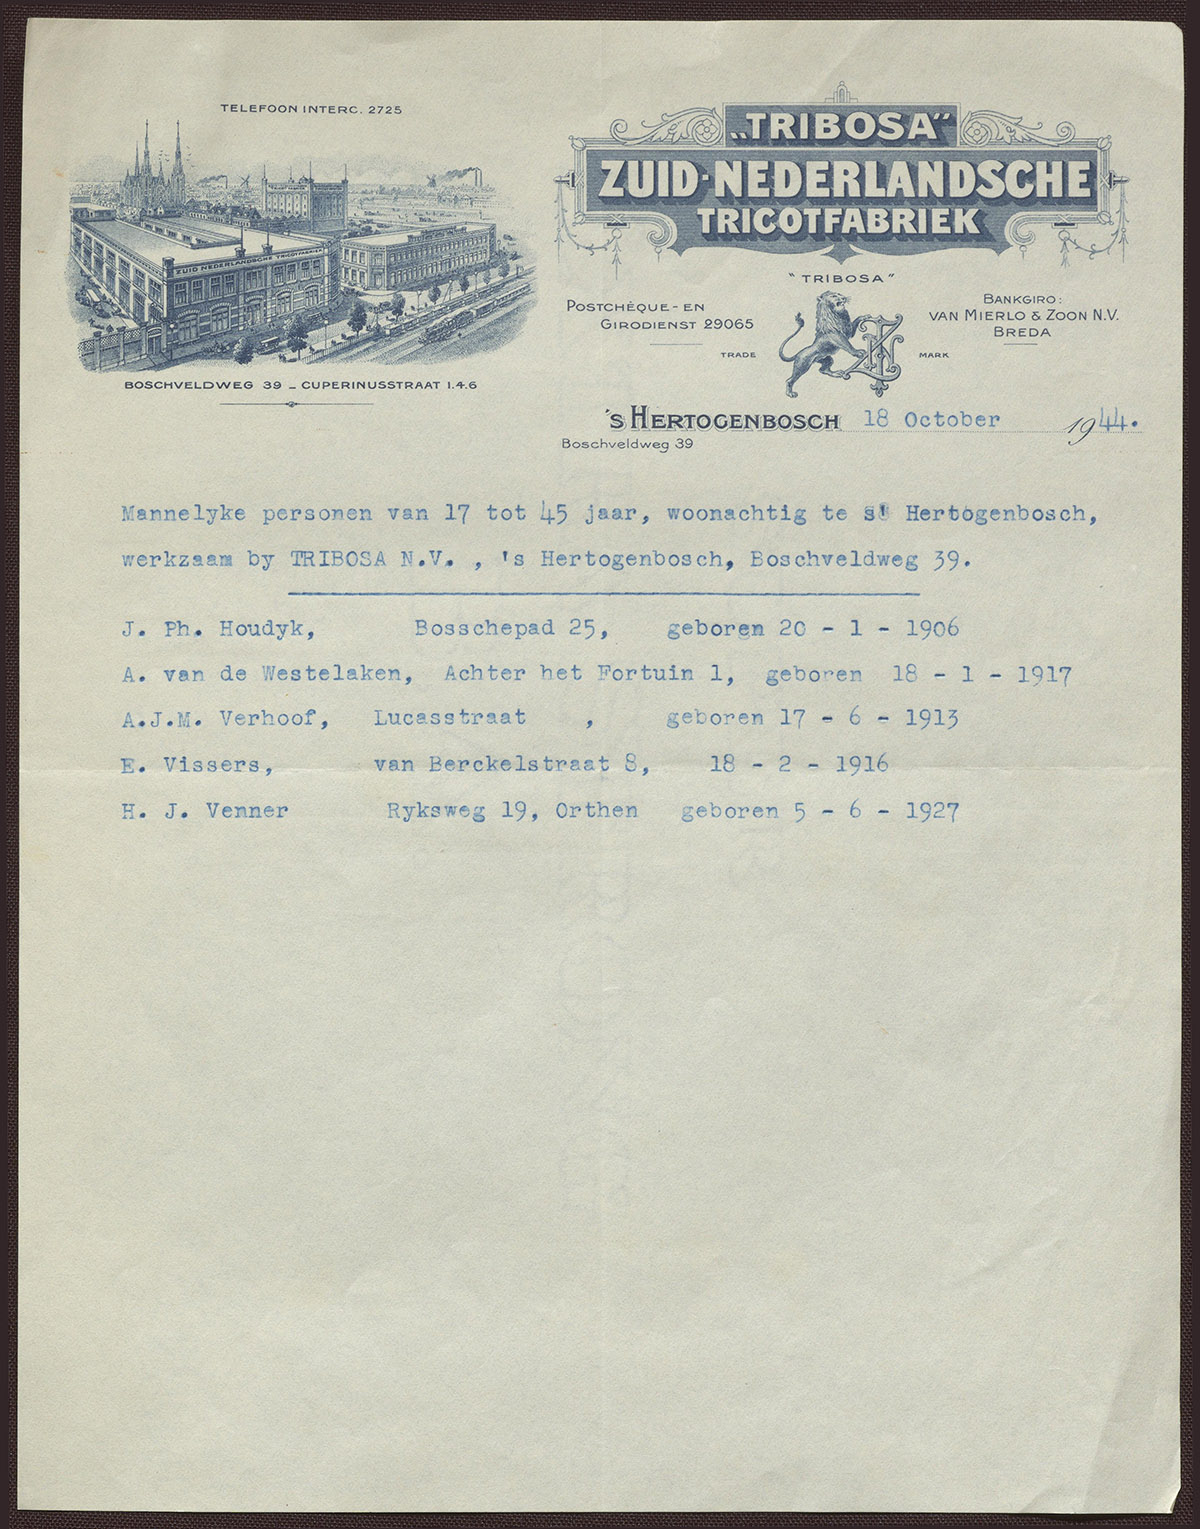 TELEFOON INTERC. 2725
ZUID NEDERLANDSCHE TRICOTFABRIEK
BOSCHVELDWEG 39 _ CUPERINUSSTRAAT 1.4.6
„TRIBOSA“
ZUID-NEDERLANDSCHE
TRICOTFABRIEK
"TRIBOSA"
POSTCHÈQUE - EN
GIRODIENST 29065
BANKGIRO:
VAN MIERLO & ZOON N.V.
BREDA
TRADE MARK
'S HERTOGENBOSCH 18 October 1944.
Boschveldweg 39
Mannelyke personen van 17 tot 45 jaar, woonachtig te s' Hertogenbosch,
werkzaam by TRIBOSA N.V. , 's Hertogenbosch, Boschveldweg 39.
J. Ph. Houdyk, Bosschepad 25, geboren 20 - 1 - 1906
A. van de Westelaken, Achter het Fortuin 1, geboren 18 - 1 - 1917
A.J.M. Verhoof, Lucasstraat , geboren 17 - 6 - 1913
E. Vissers, van Berckelstraat 8, 18 - 2 - 1916
H. J. Venner Ryksweg 19, Orthen geboren 5 - 6 - 1927